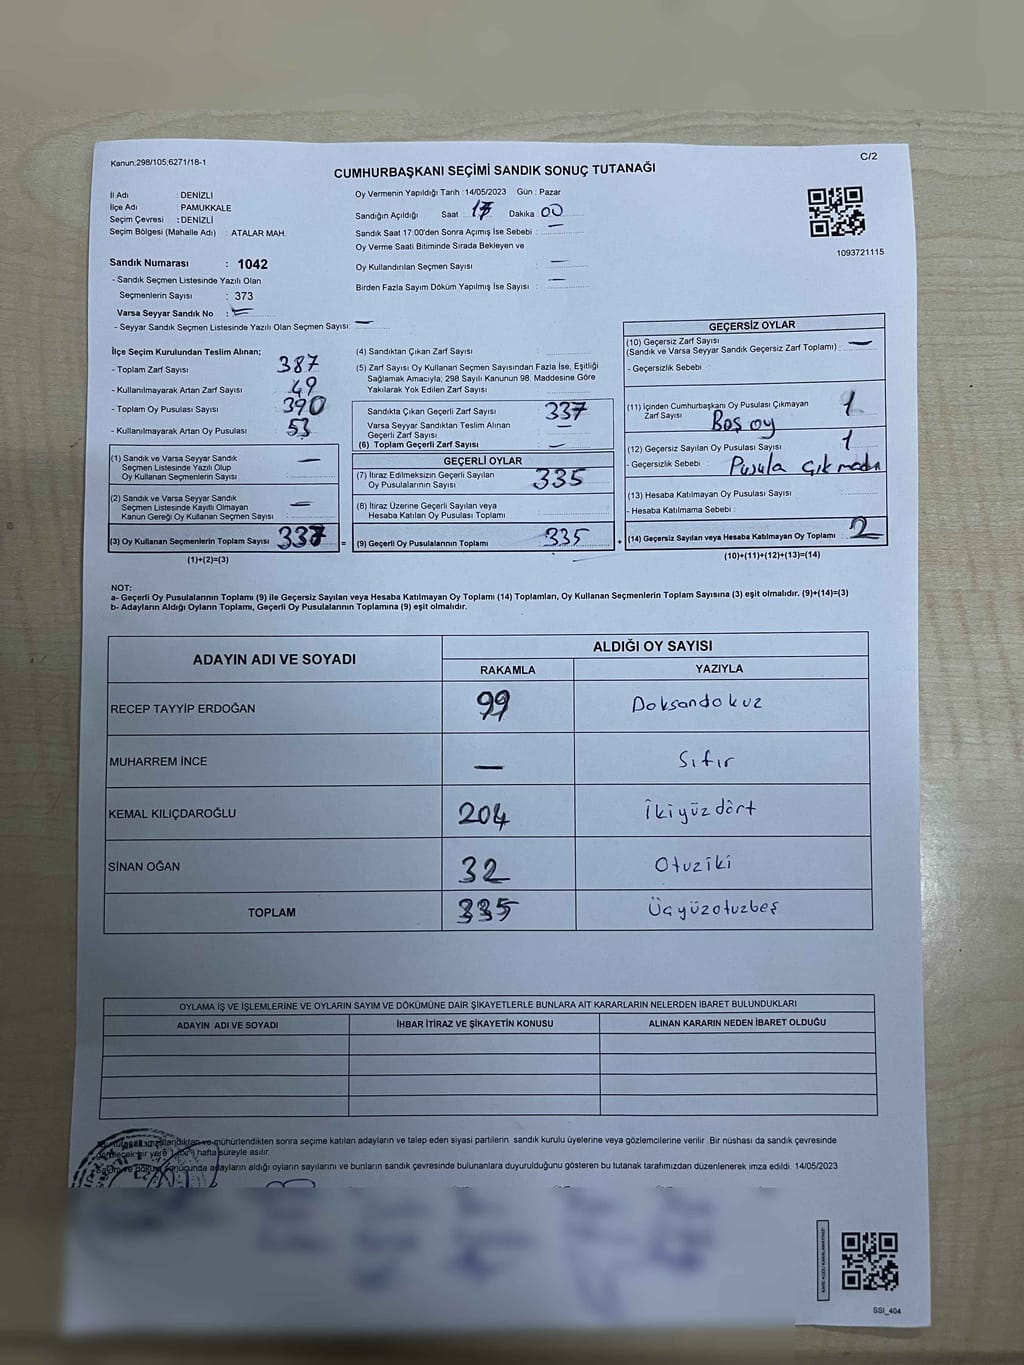 Kanun.298/105;6271/18-1
C/2
CUMHURBAŞKANI SEÇİMİ SANDIK SONUÇ TUTANAĞI
İl Adı : DENİZLİ
İlçe Adı : PAMUKKALE
Seçim Çevresi : DENİZLİ
Seçim Bölgesi (Mahalle Adı) : ATALAR MAH.
Oy Vermenin Yapıldığı Tarih :14/05/2023 Gün : Pazar
Sandığın Açıldığı Saat 17 Dakika 00
Sandık Saat 17:00'den Sonra Açımış İse Sebebi : —
Oy Verme Saati Bitiminde Sırada Bekleyen ve
Oy Kullandırılan Seçmen Sayısı : —
Birden Fazla Sayım Döküm Yapılmış İse Sayısı : —
1093721115
Sandık Numarası : 1042
- Sandık Seçmen Listesinde Yazılı Olan
Seçmenlerin Sayısı : 373
Varsa Seyyar Sandık No : —
- Seyyar Sandık Seçmen Listesinde Yazılı Olan Seçmen Sayısı: —
İlçe Seçim Kurulundan Teslim Alınan;
- Toplam Zarf Sayısı 387
- Kullanılmayarak Artan Zarf Sayısı 49
- Toplam Oy Pusulası Sayısı 390
- Kullanılmayarak Artan Oy Pusulası 53
(1) Sandık ve Varsa Seyyar Sandık
Seçmen Listesinde Yazılı Olup
Oy Kullanan Seçmenlerin Sayısı : —
(2) Sandık ve Varsa Seyyar Sandık
Seçmen Listesinde Kayıtlı Olmayan
Kanun Gereği Oy Kullanan Seçmen Sayısı : —
(3) Oy Kullanan Seçmenlerin Toplam Sayısı 337 =
(1)+(2)=(3)
(4) Sandıktan Çıkan Zarf Sayısı :
(5) Zarf Sayısı Oy Kullanan Seçmen Sayısından Fazla İse, Eşitliği
Sağlamak Amacıyla; 298 Sayılı Kanunun 98. Maddesine Göre
Yakılarak Yok Edilen Zarf Sayısı :
Sandıkta Çıkan Geçerli Zarf Sayısı 337
Varsa Seyyar Sandıktan Teslim Alınan
Geçerli Zarf Sayısı —
(6) Toplam Geçerli Zarf Sayısı —
GEÇERLİ OYLAR
(7) İtiraz Edilmeksizin Geçerli Sayılan
Oy Pusulalarının Sayısı : 335
(8) İtiraz Üzerine Geçerli Sayılan veya
Hesaba Katılan Oy Pusulası Toplamı :
(9) Geçerli Oy Pusulalarının Toplamı : 335 +
GEÇERSİZ OYLAR
(10) Geçersiz Zarf Sayısı
(Sandık ve Varsa Seyyar Sandık Geçersiz Zarf Toplamı) : —
- Geçersizlik Sebebi :
(11) İçinden Cumhurbaşkanı Oy Pusulası Çıkmayan
Zarf Sayısı : 1
Boş oy
(12) Geçersiz Sayılan Oy Pusulası Sayısı : 1
- Geçersizlik Sebebi : Pusula çıkmadı
(13) Hesaba Katılmayan Oy Pusulası Sayısı :
- Hesaba Katılmama Sebebi :
(14) Geçersiz Sayılan veya Hesaba Katılmayan Oy Toplamı : 2
(10)+(11)+(12)+(13)=(14)
NOT:
a- Geçerli Oy Pusulalarının Toplamı (9) ile Geçersiz Sayılan veya Hesaba Katılmayan Oy Toplamı (14) Toplamları, Oy Kullanan Seçmenlerin Toplam Sayısına (3) eşit olmalıdır. (9)+(14)=(3)
b- Adayların Aldığı Oyların Toplamı, Geçerli Oy Pusulalarının Toplamına (9) eşit olmalıdır.
ADAYIN ADI VE SOYADI
ALDIĞI OY SAYISI
RAKAMLA YAZIYLA
RECEP TAYYİP ERDOĞAN 99 Doksandokuz
MUHARREM İNCE — Sıfır
KEMAL KILIÇDAROĞLU 204 İkiyüzdört
SİNAN OĞAN 32 Otuziki
TOPLAM 335 Üçyüzotuzbeş
OYLAMA İŞ VE İŞLEMLERİNE VE OYLARIN SAYIM VE DÖKÜMÜNE DAİR ŞİKAYETLERLE BUNLARA AİT KARARLARIN NELERDEN İBARET BULUNDUKLARI
ADAYIN ADI VE SOYADI İHBAR İTİRAZ VE ŞİKAYETİN KONUSU ALINAN KARARIN NEDEN İBARET OLDUĞU
mühürlendikten sonra seçime katılan adayların ve talep eden siyasi partilerin sandık kurulu üyelerine veya gözlemcilerine verilir .Bir nüshası da sandık çevresinde
bir yere 1 hafta süreyle asılır.
sonucunda adayların aldığı oyların sayılarını ve bunların sandık çevresinde bulunanlara duyurulduğunu gösteren bu tutanak tarafımızdan düzenlenerek imza edildi. 14/05/2023
SSI_404